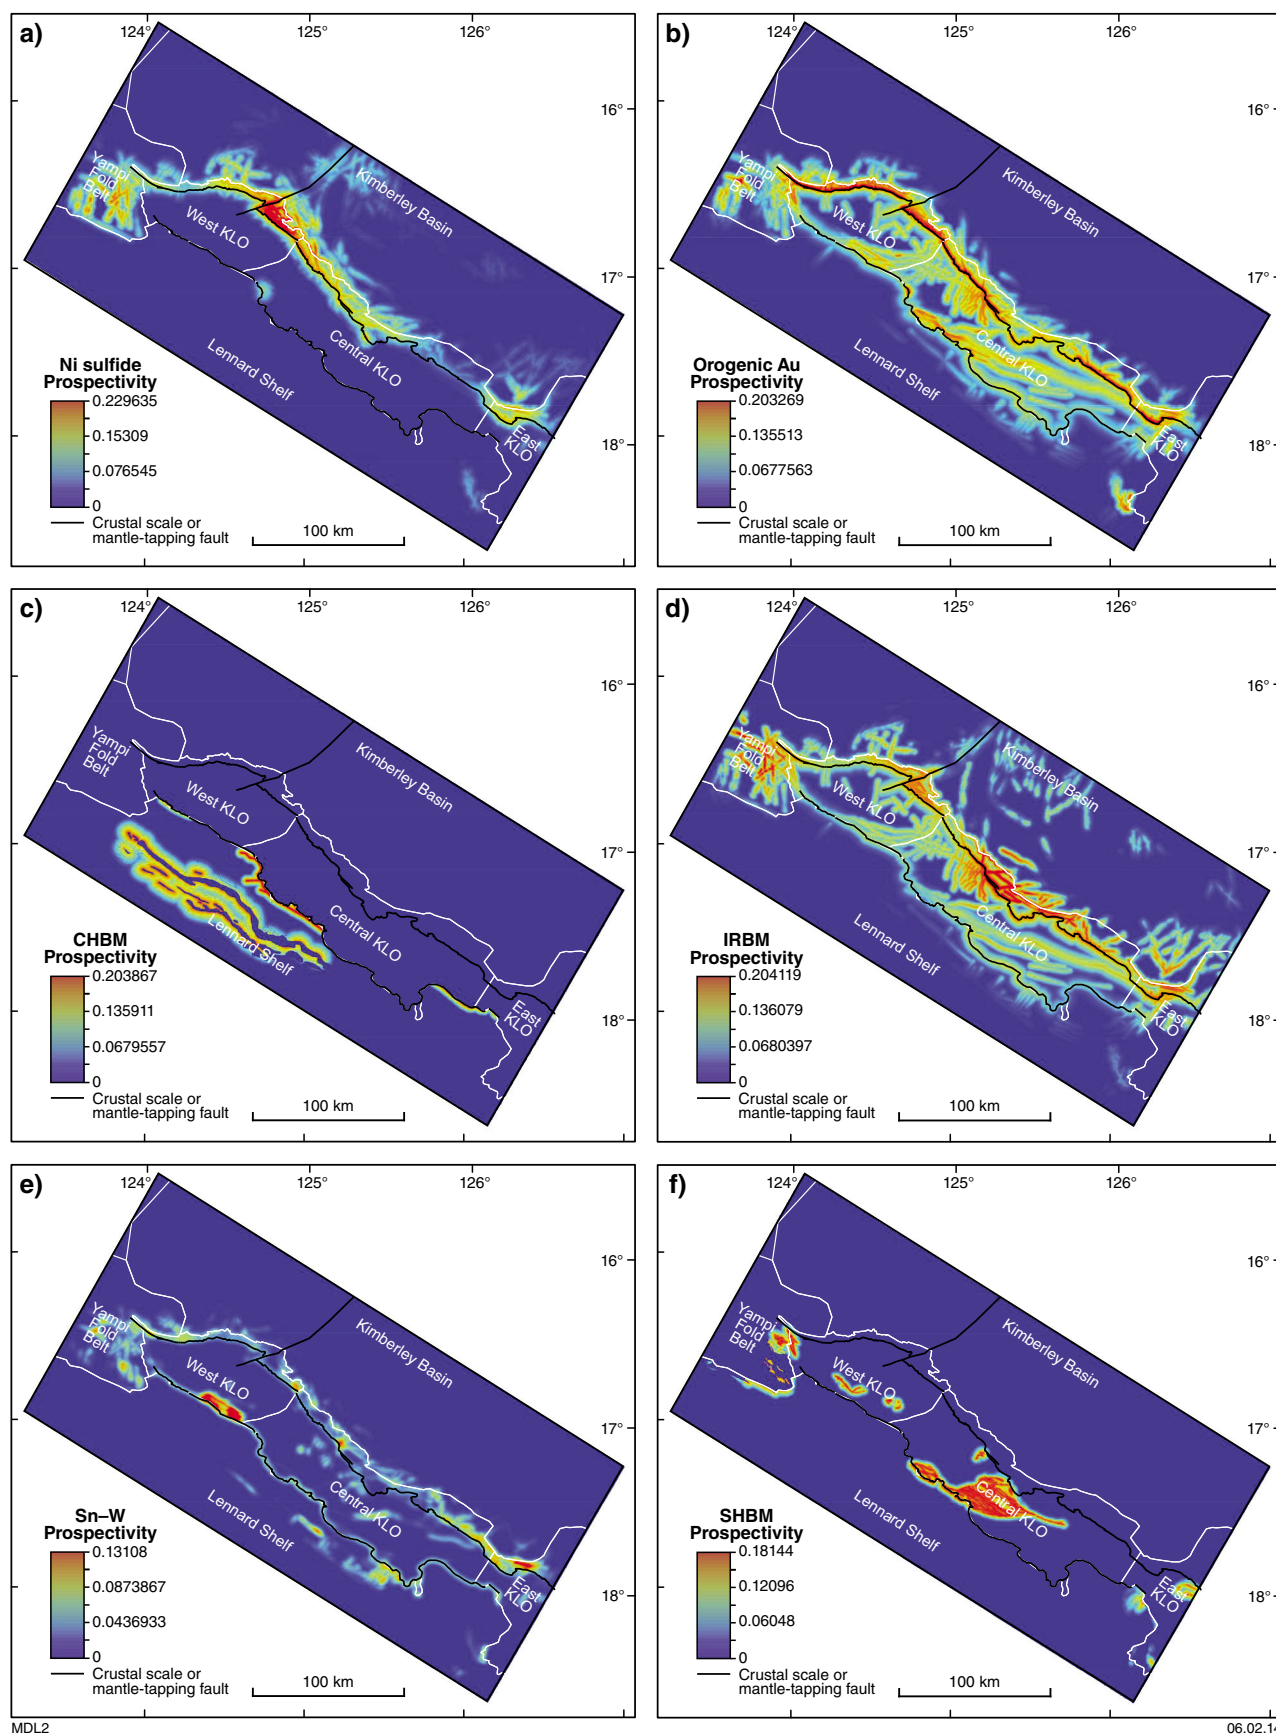 a)
124°
125°
126°
16°
17°
18°
Yampi
Fold
Belt
West KLO
Kimberley Basin
Central KLO
Lennard Shelf
East
KLO
Ni sulfide
Prospectivity
0.229635
0.15309
0.076545
0
Crustal scale or
mantle-tapping fault
100 km
b)
124°
125°
126°
16°
17°
18°
Yampi
Fold
Belt
West KLO
Kimberley Basin
Central KLO
Lennard Shelf
East
KLO
Orogenic Au
Prospectivity
0.203269
0.135513
0.0677563
0
Crustal scale or
mantle-tapping fault
100 km
c)
124°
125°
126°
16°
17°
18°
Yampi
Fold
Belt
West KLO
Kimberley Basin
Central KLO
Lennard Shelf
East
KLO
CHBM
Prospectivity
0.203867
0.135911
0.0679557
0
Crustal scale or
mantle-tapping fault
100 km
d)
124°
125°
126°
16°
17°
18°
Yampi
Fold
Belt
West KLO
Kimberley Basin
Central KLO
Lennard Shelf
East
KLO
IRBM
Prospectivity
0.204119
0.136079
0.0680397
0
Crustal scale or
mantle-tapping fault
100 km
e)
124°
125°
126°
16°
17°
18°
Yampi
Fold
Belt
West KLO
Kimberley Basin
Central KLO
Lennard Shelf
East
KLO
Sn–W
Prospectivity
0.13108
0.0873867
0.0436933
0
Crustal scale or
mantle-tapping fault
100 km
f)
124°
125°
126°
16°
17°
18°
Yampi
Fold
Belt
West KLO
Kimberley Basin
Central KLO
Lennard Shelf
East
KLO
SHBM
Prospectivity
0.18144
0.12096
0.06048
0
Crustal scale or
mantle-tapping fault
100 km
MDL2
06.02.14